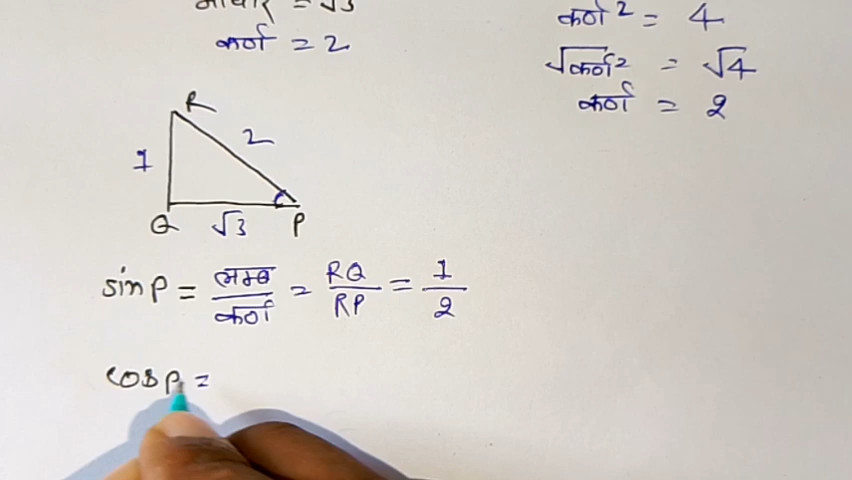 आधार = √3
कर्ण = 2
कर्ण² = 4
√कर्ण² = √4
कर्ण = 2
R
1
2
Q
√3
P
sin P = लम्ब/कर्ण = RQ/RP = 1/2
cos P =